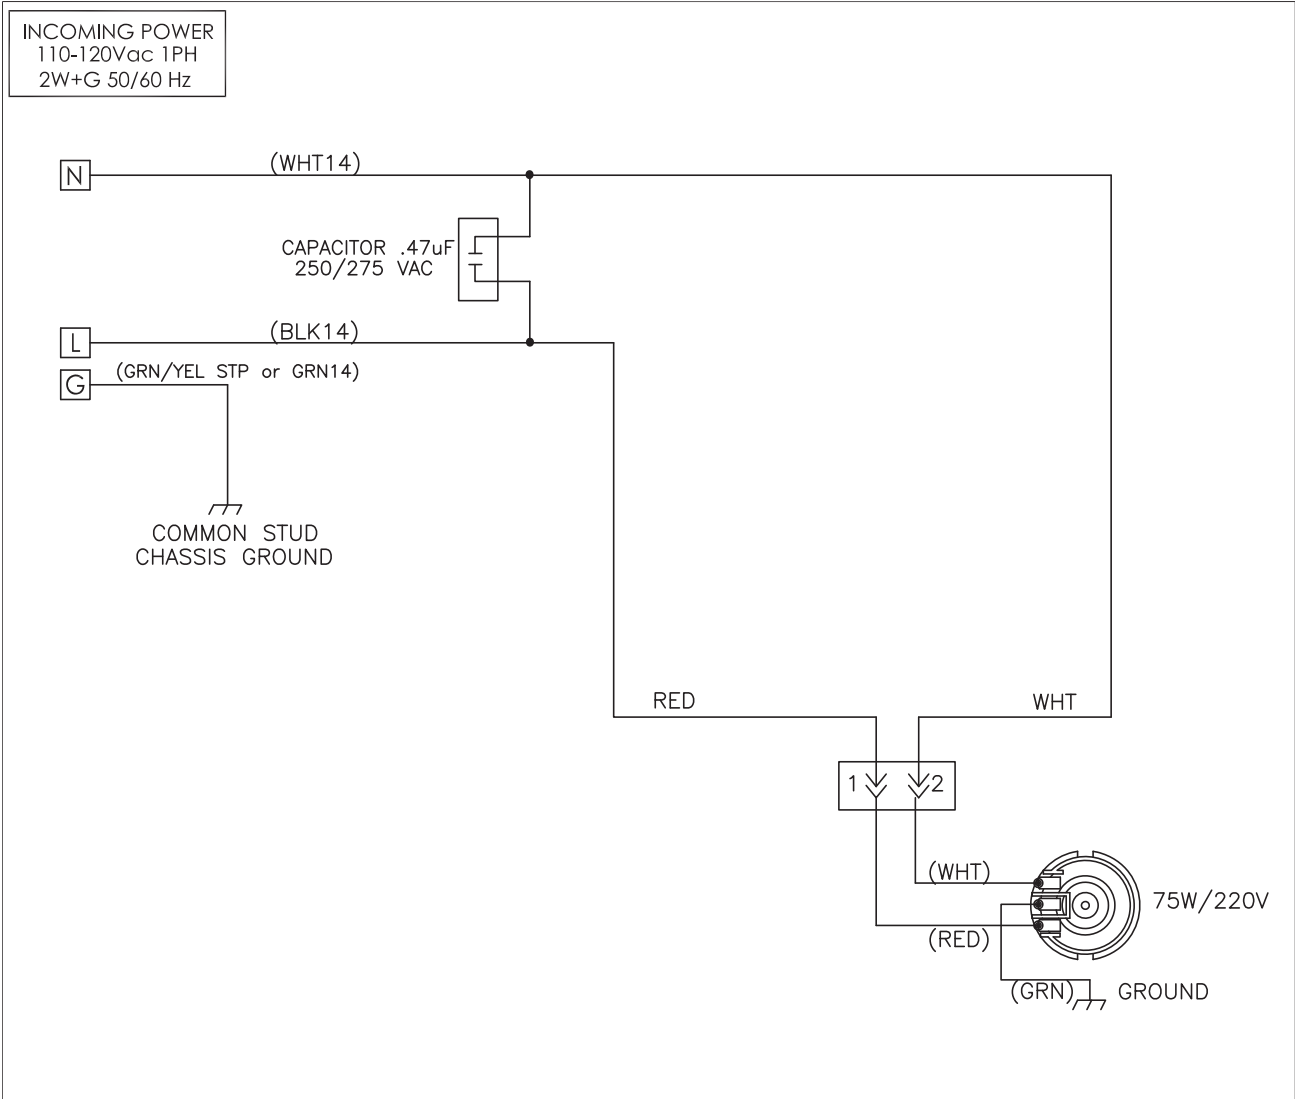 INCOMING POWER
110-120Vac 1PH
2W+G 50/60 Hz
N
(WHT14)
CAPACITOR .47uF
250/275 VAC
L
(BLK14)
G
(GRN/YEL STP or GRN14)
COMMON STUD
CHASSIS GROUND
RED
WHT
1
2
(WHT)
75W/220V
(RED)
(GRN)
GROUND